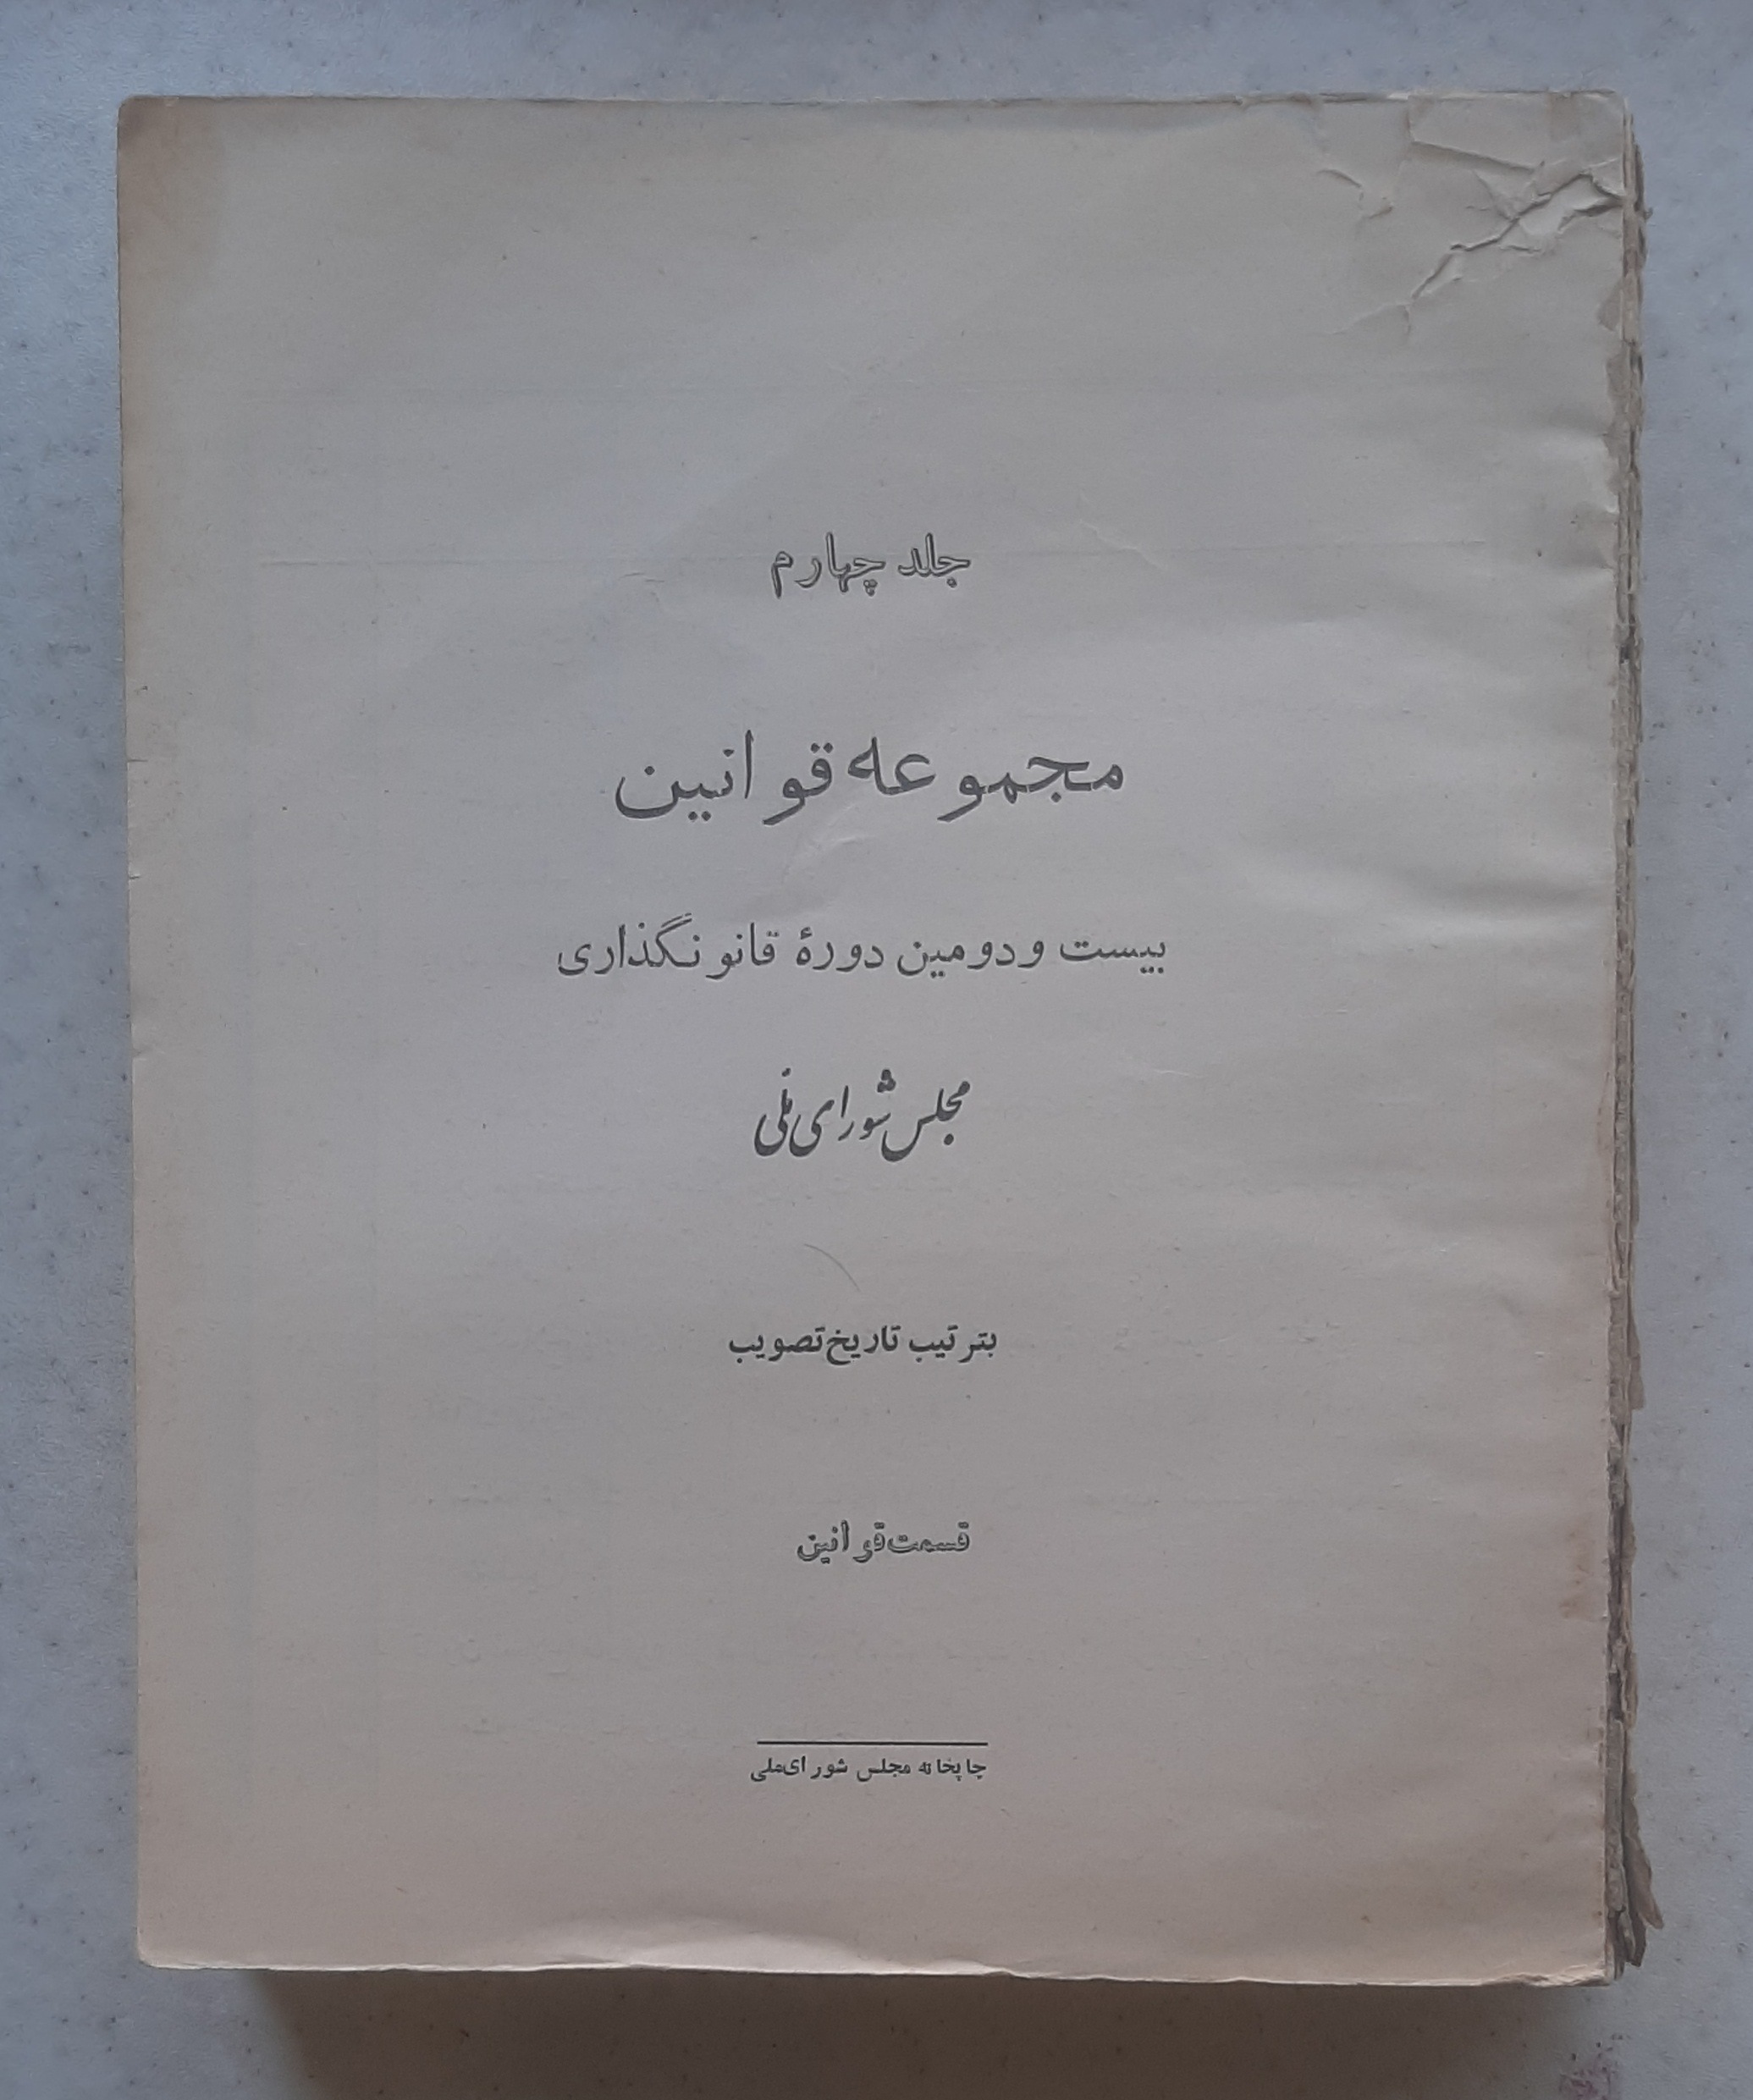 جلد چهارم
مجموعه قوانین
بیست و دومین دورهٔ قانونگذاری
مجلس شورای ملی
بترتیب تاریخ تصویب
قسمت قوانین
چاپخانه مجلس شورای ملی